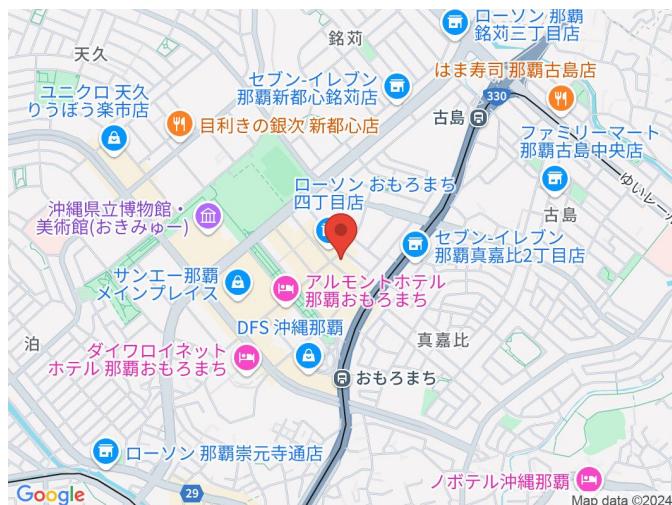 ローソン 那覇
銘苅三丁目店
銘苅
天久
セブン-イレブン
那覇新都心銘苅店
はま寿司 那覇古島店
ユニクロ 天久
りうぼう楽市店
330
目利きの銀次 新都心店
古島
ファミリーマート
那覇古島中央店
ゆいレール
ローソン おもろまち
四丁目店
沖縄県立博物館・
美術館(おきみゅー)
古島
セブン-イレブン
那覇真嘉比2丁目店
サンエー那覇
メインプレイス
アルモントホテル
那覇おもろまち
DFS 沖縄那覇
泊
ダイワロイネット
ホテル 那覇おもろまち
真嘉比
おもろまち
ローソン 那覇崇元寺通店
ノボテル沖縄那覇
29
Google
Map data ©2024